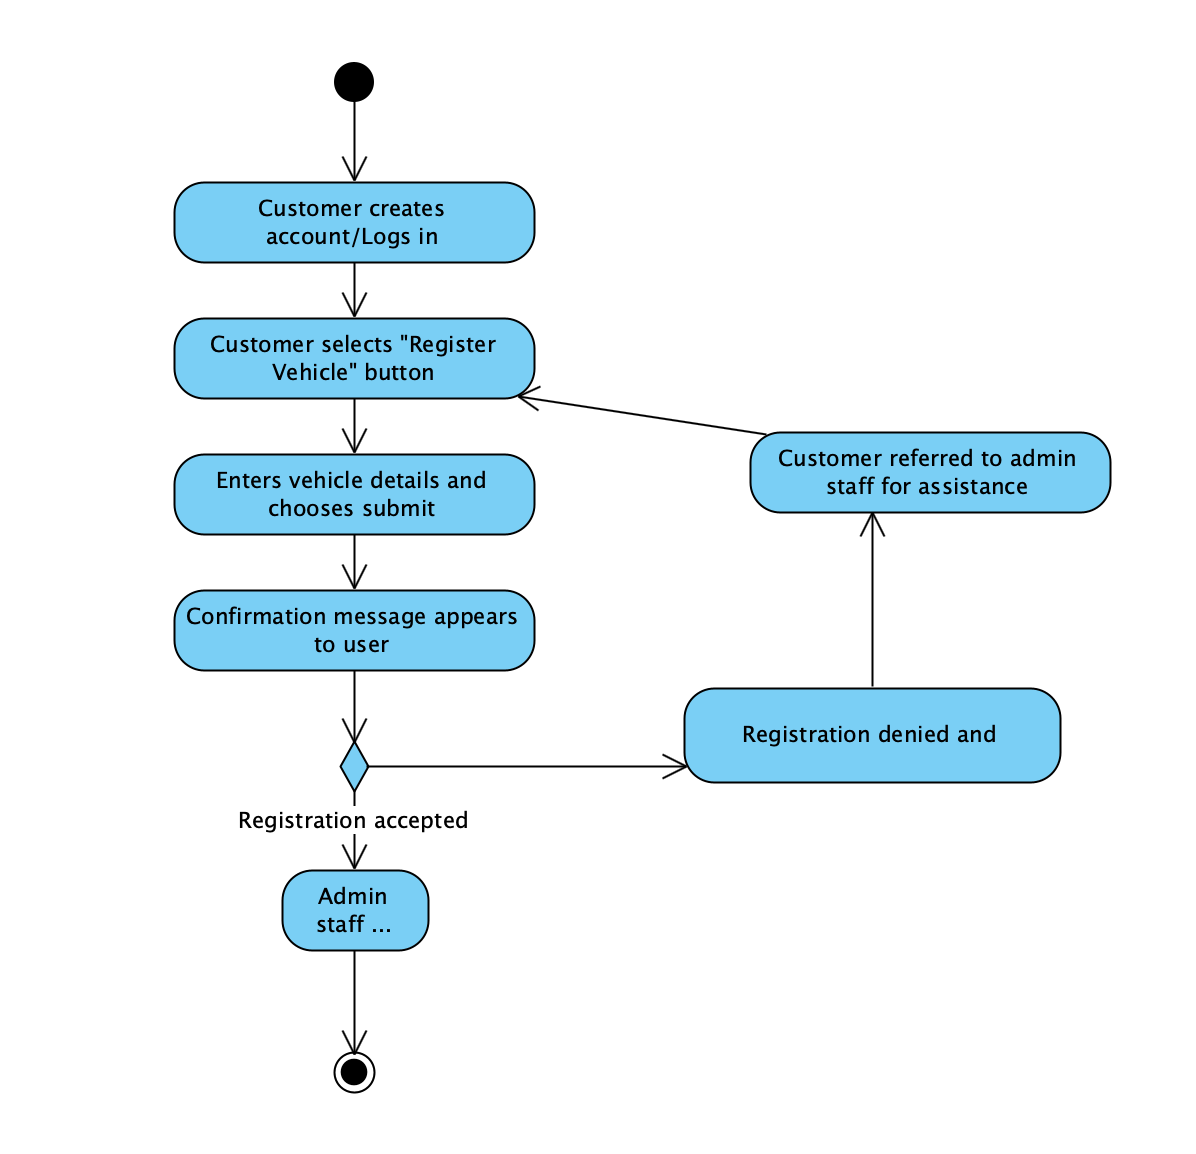 Customer creates
account/Logs in
Customer selects "Register
Vehicle" button
Enters vehicle details and
chooses submit
Customer referred to admin
staff for assistance
Confirmation message appears
to user
Registration denied and
Registration accepted
Admin
staff ...